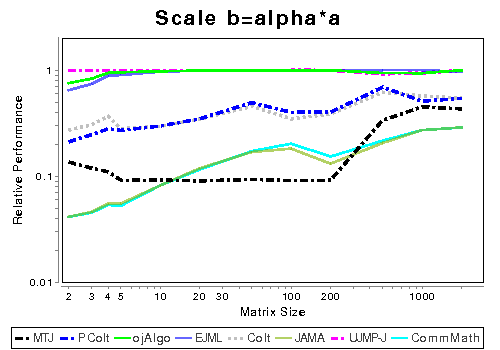 Scale b=alpha*a
1
0.1
0.01
Relative Performance
2 3 4 5 10 20 30 100 200 1000
Matrix Size
MTJ PColt ojAlgo EJML Colt JAMA UJMP-J CommMath